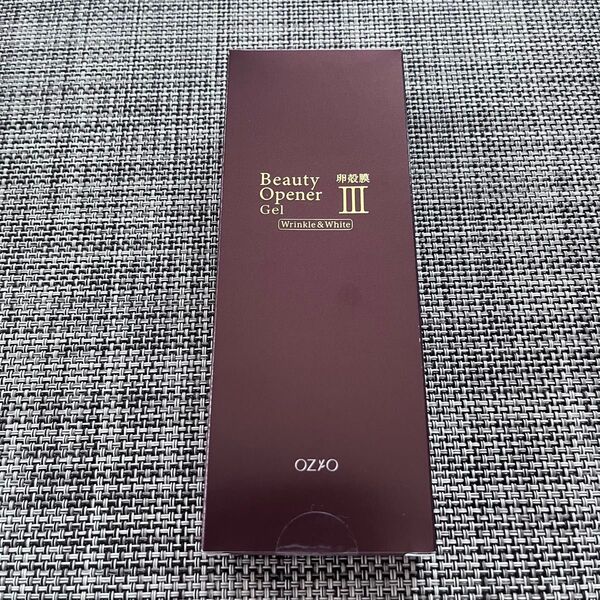 Beauty
Opener
Gel
卵殻膜
III
Wrinkle&White
OZIO